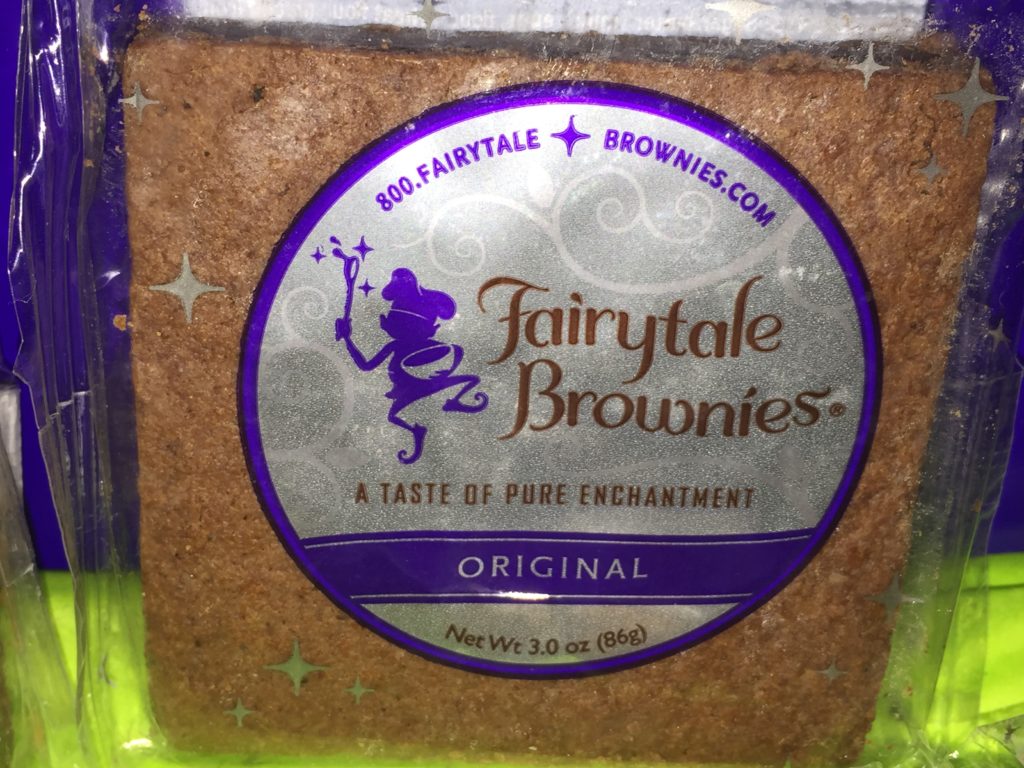 800.FAIRYTALE BROWNIES.COM
Fairytale
Brownies®
A TASTE OF PURE ENCHANTMENT
ORIGINAL
Net Wt 3.0 oz (86g)